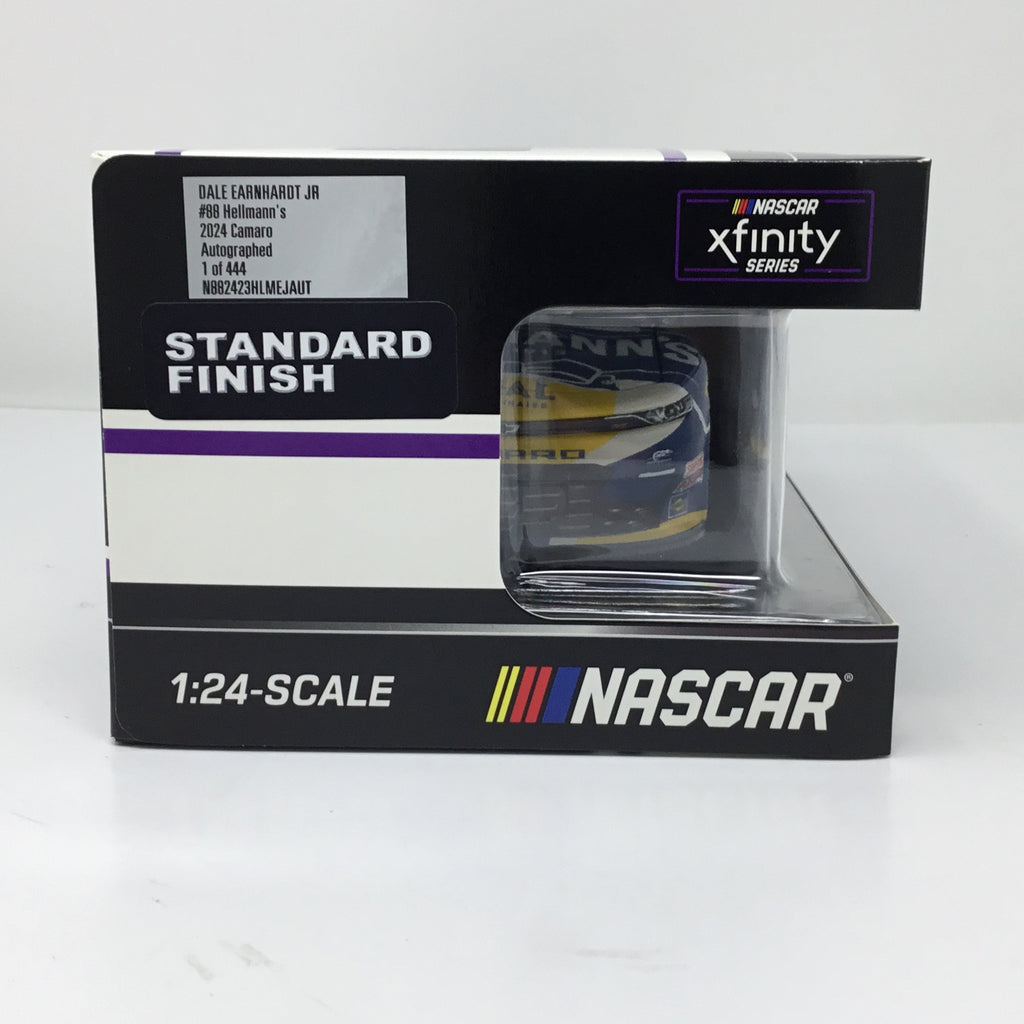 DALE EARNHARDT JR
#88 Hellmann's
2024 Camaro
Autographed
1 of 444
N882423HLMEJAUT
NASCAR
xfinity
SERIES
STANDARD
FINISH
ANN'S
1:24-SCALE
NASCAR®